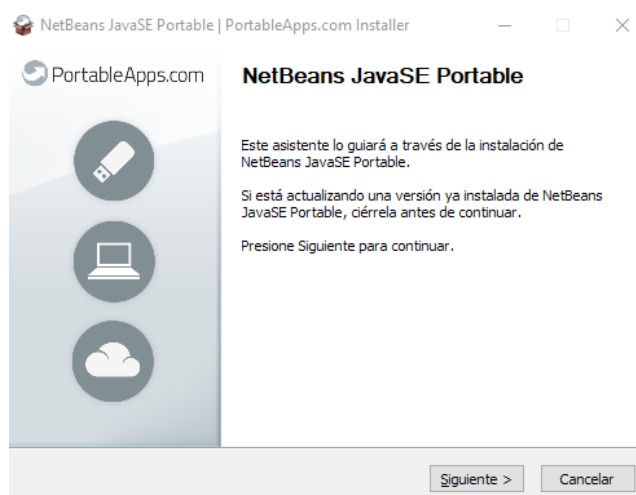 NetBeans JavaSE Portable | PortableApps.com Installer
PortableApps.com
NetBeans JavaSE Portable
Este asistente lo guiará a través de la instalación de
NetBeans JavaSE Portable.
Si está actualizando una versión ya instalada de NetBeans
JavaSE Portable, ciérrela antes de continuar.
Presione Siguiente para continuar.
Siguiente >
Cancelar